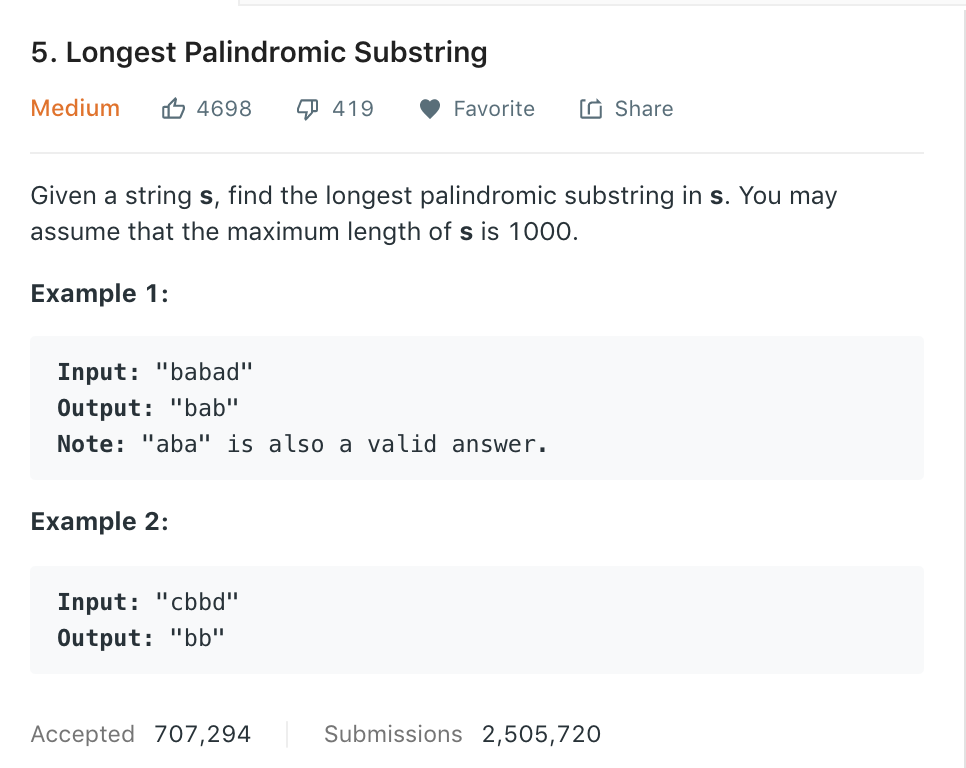 5. Longest Palindromic Substring
Medium 4698 419 Favorite Share
Given a string s, find the longest palindromic substring in s. You may
assume that the maximum length of s is 1000.
Example 1:
Input: "babad"
Output: "bab"
Note: "aba" is also a valid answer.
Example 2:
Input: "cbbd"
Output: "bb"
Accepted 707,294 Submissions 2,505,720